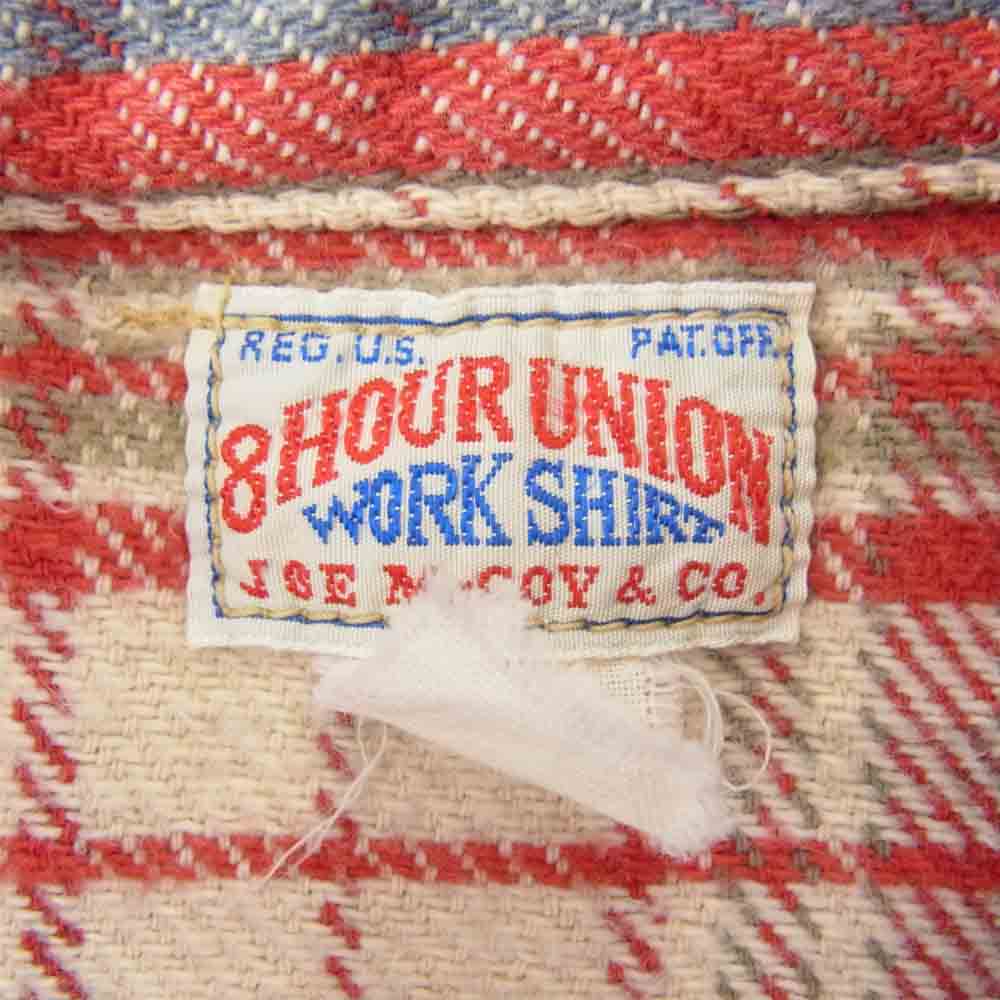 REG. U.S. PAT. OFF.
8 HOUR UNION
WORK SHIRT
JOE McCOY & CO.